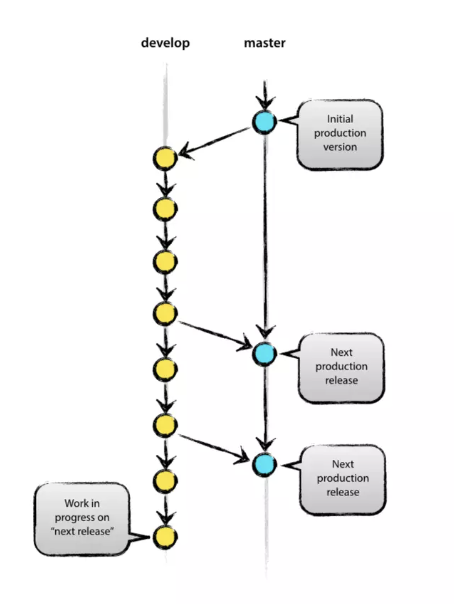 develop
master
Initial
production
version
Next
production
release
Next
production
release
Work in
progress on
“next release”